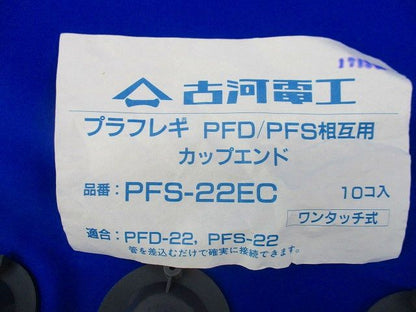 古河電工
プラフレキ PFD/PFS相互用
カップエンド
品番：PFS-22EC 10コ入
ワンタッチ式
適合：PFD-22，PFS-22
管を差込むだけで確実に接続できます。